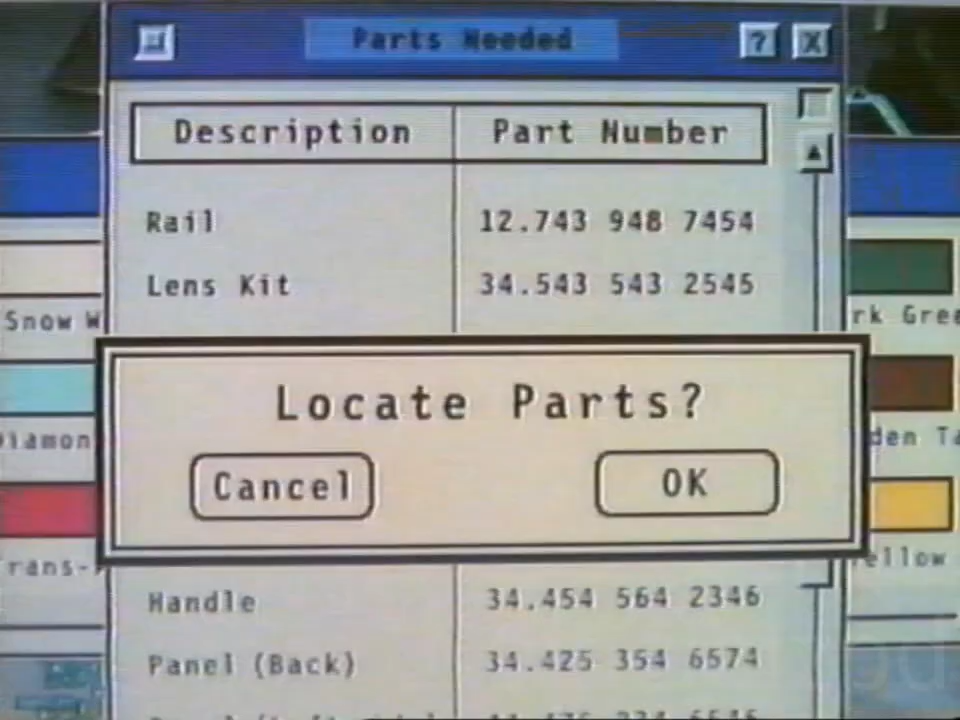 Parts Needed
? X
Description Part Number
Rail 12.743 948 7454
Lens Kit 34.543 543 2545
Snow W
rk Gree
Locate Parts?
Diamon
den Ta
Cancel OK
Trans-
ellow
Handle 34.454 564 2346
Panel (Back) 34.425 354 6574